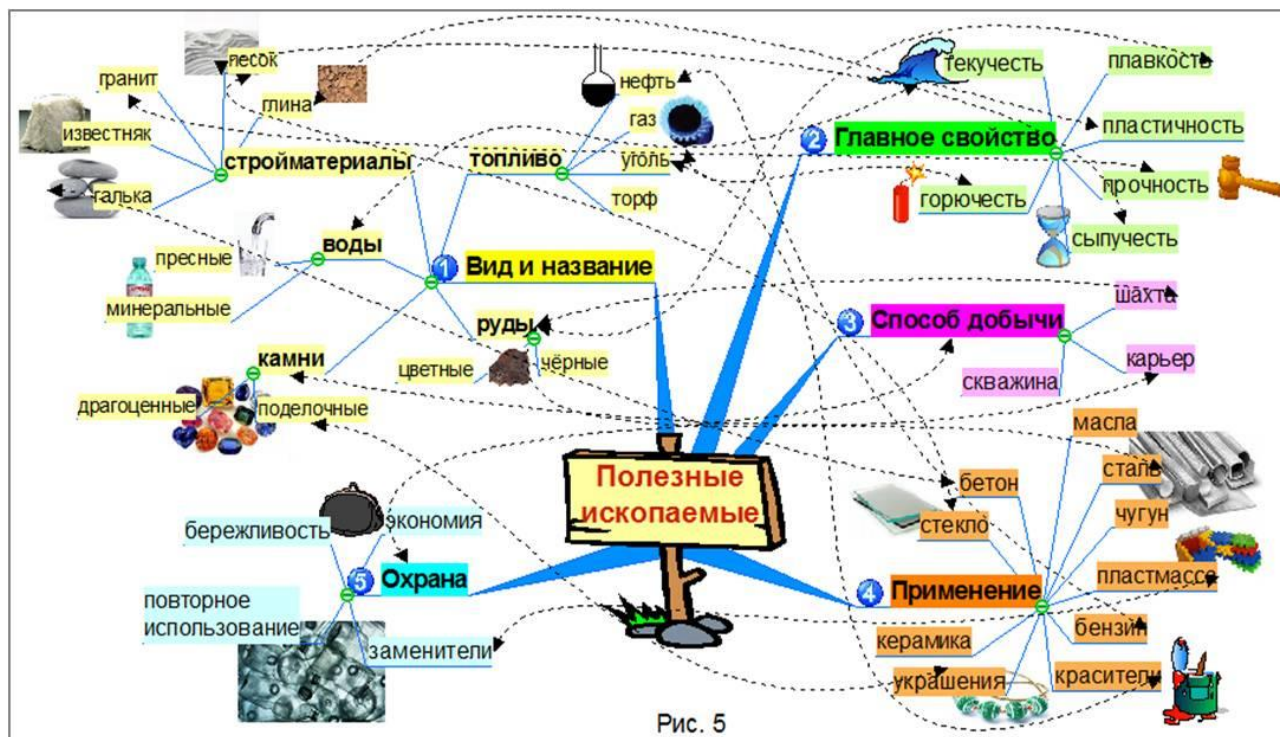 песок
гранит
глина
известняк
стройматериалы
галька
нефть
газ
топливо
уголь
торф
воды
пресные
минеральные
1 Вид и название
руды
цветные
чёрные
камни
драгоценные
поделочные
текучесть
плавкость
2 Главное свойство
пластичность
горючесть
прочность
сыпучесть
шахта
3 Способ добычи
карьер
скважина
Полезные
ископаемые
масла
сталь
бетон
стекло
чугун
пластмасса
4 Применение
бензин
керамика
украшения
красители
экономия
бережливость
5 Охрана
повторное
использование
заменители
Рис. 5